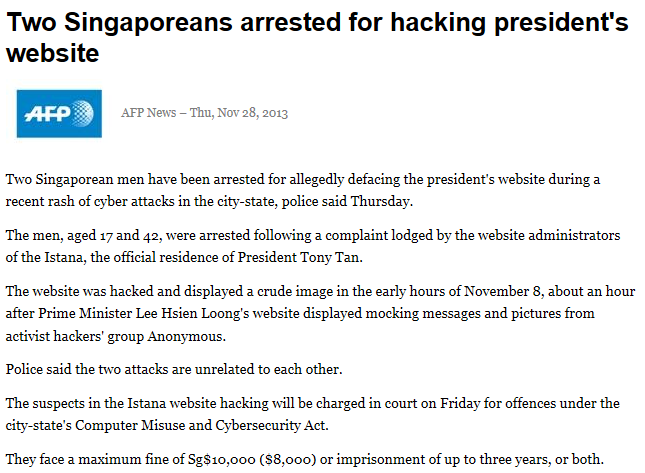 Two Singaporeans arrested for hacking president's
website
AFP
AFP News – Thu, Nov 28, 2013
Two Singaporean men have been arrested for allegedly defacing the president's website during a
recent rash of cyber attacks in the city-state, police said Thursday.
The men, aged 17 and 42, were arrested following a complaint lodged by the website administrators
of the Istana, the official residence of President Tony Tan.
The website was hacked and displayed a crude image in the early hours of November 8, about an hour
after Prime Minister Lee Hsien Loong's website displayed mocking messages and pictures from
activist hackers' group Anonymous.
Police said the two attacks are unrelated to each other.
The suspects in the Istana website hacking will be charged in court on Friday for offences under the
city-state's Computer Misuse and Cybersecurity Act.
They face a maximum fine of Sg$10,000 ($8,000) or imprisonment of up to three years, or both.